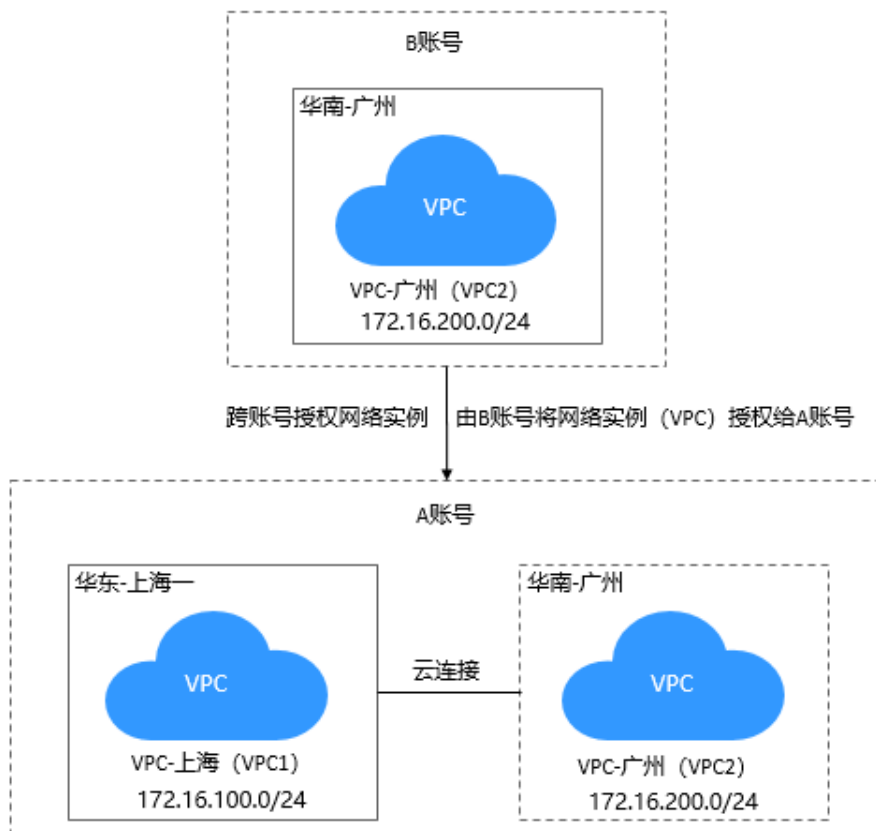 B账号
华南-广州
VPC
VPC-广州（VPC2）
172.16.200.0/24
跨账号授权网络实例
由B账号将网络实例（VPC）授权给A账号
A账号
华东-上海一
VPC
VPC-上海（VPC1）
172.16.100.0/24
云连接
华南-广州
VPC
VPC-广州（VPC2）
172.16.200.0/24